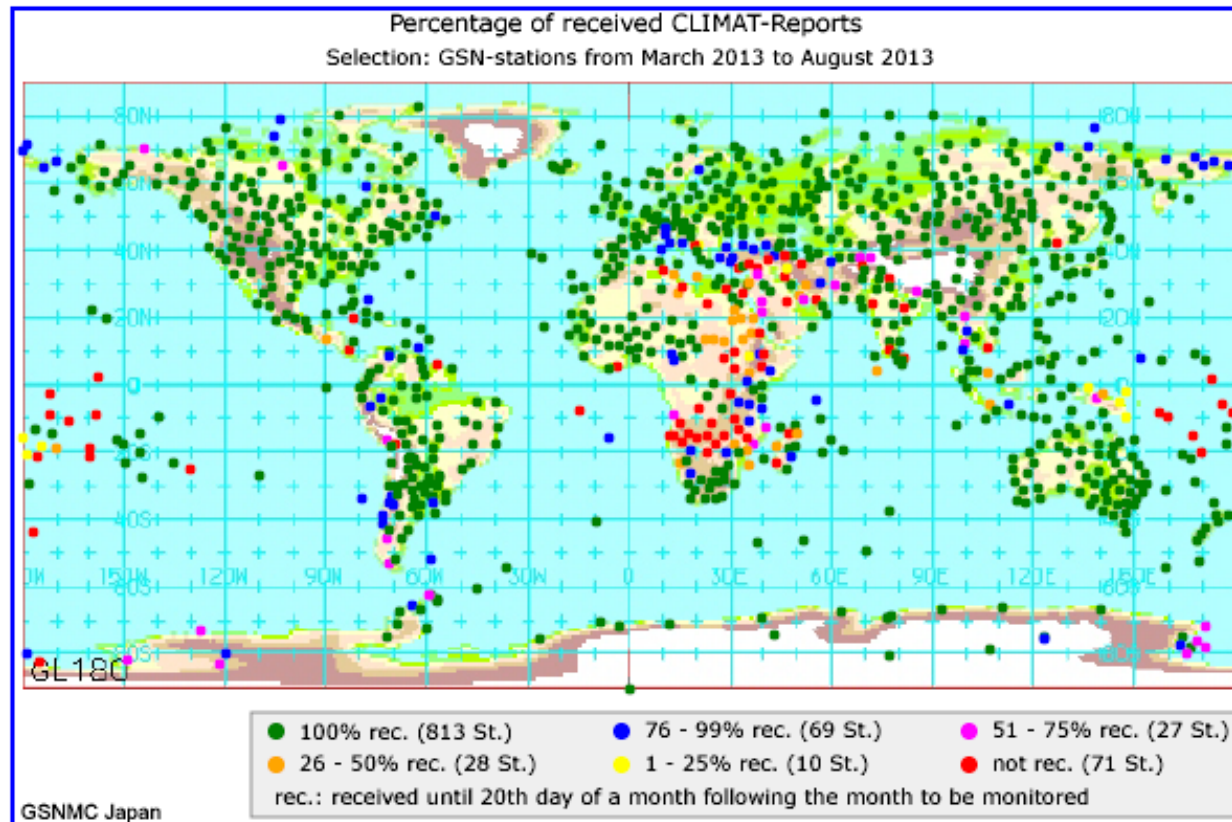 Percentage of received CLIMAT-Reports
Selection: GSN-stations from March 2013 to August 2013
80N 80N
60N 60N
40N 40N
20N 20N
0 0
20S 20S
40S 40S
0W 150W 120W 90W 60W 30W 0 30E 60E 90E 120E 150E
60S 60S
80S 80S
GL180
100% rec. (813 St.) 76 - 99% rec. (69 St.) 51 - 75% rec. (27 St.)
26 - 50% rec. (28 St.) 1 - 25% rec. (10 St.) not rec. (71 St.)
rec.: received until 20th day of a month following the month to be monitored
GSNMC Japan